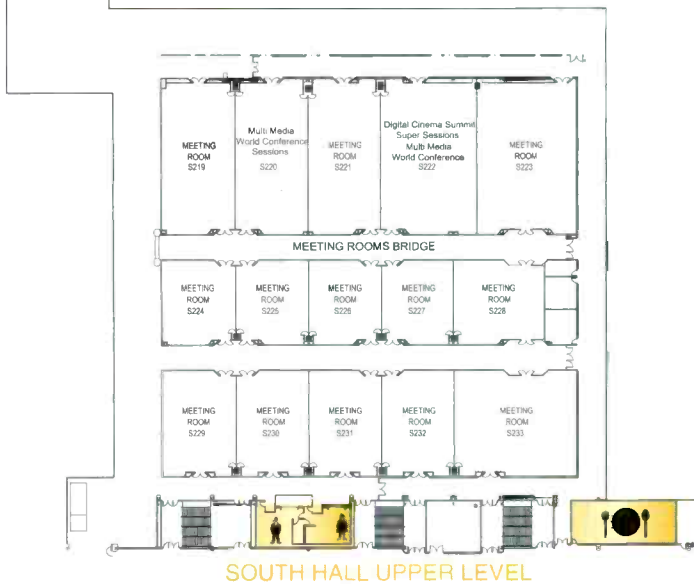 MEETING
ROOM
S219
Multi Media
World Conference
Sessions
S220
MEETING
ROOM
S221
Digital Cinema Summit
Super Sessions
Multi Media
World Conference
S222
MEETING
ROOM
S223
MEETING ROOMS BRIDGE
MEETING
ROOM
S224
MEETING
ROOM
S225
MEETING
ROOM
S226
MEETING
ROOM
S227
MEETING
ROOM
S228
MEETING
ROOM
S229
MEETING
ROOM
S230
MEETING
ROOM
S231
MEETING
ROOM
S232
MEETING
ROOM
S233
SOUTH HALL UPPER LEVEL